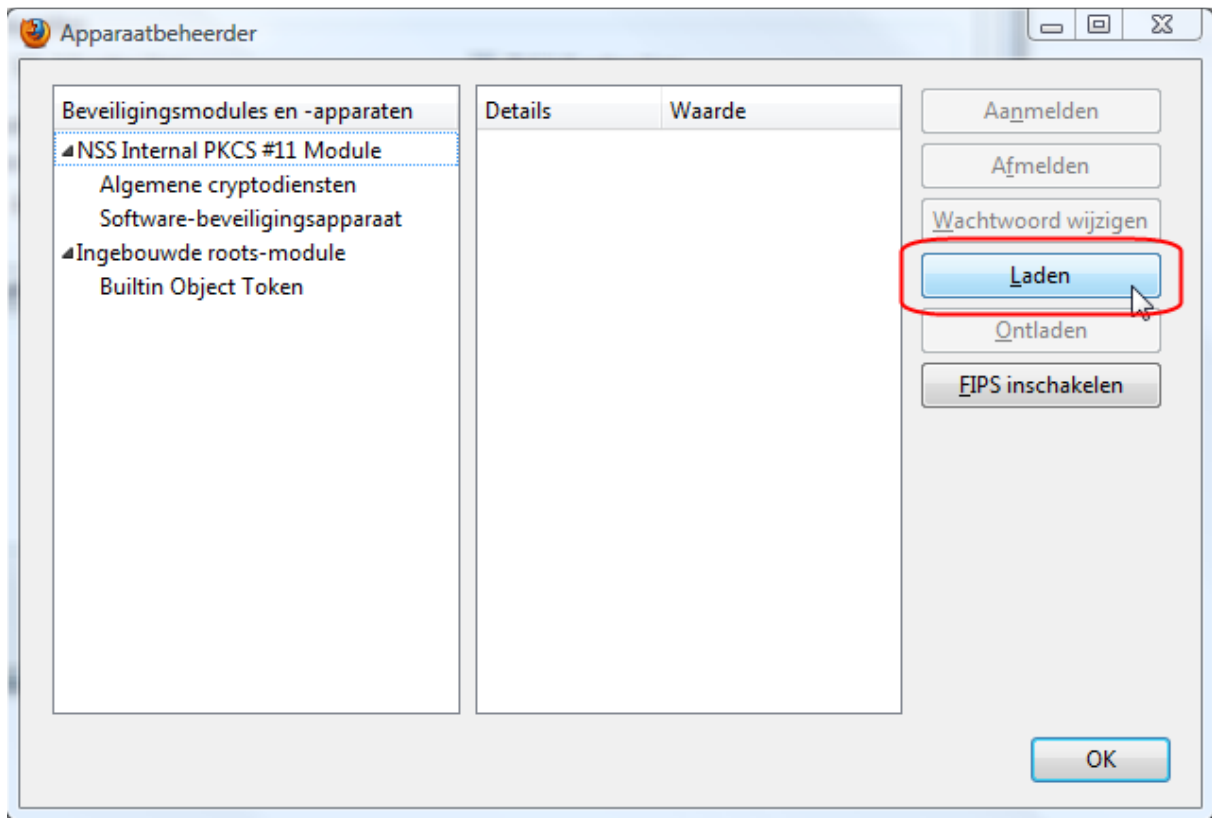 Apparaatbeheerder
Beveiligingsmodules en -apparaten
NSS Internal PKCS #11 Module
Algemene cryptodiensten
Software-beveiligingsapparaat
Ingebouwde roots-module
Builtin Object Token
Details Waarde
Aanmelden
Afmelden
Wachtwoord wijzigen
Laden
Ontladen
FIPS inschakelen
OK